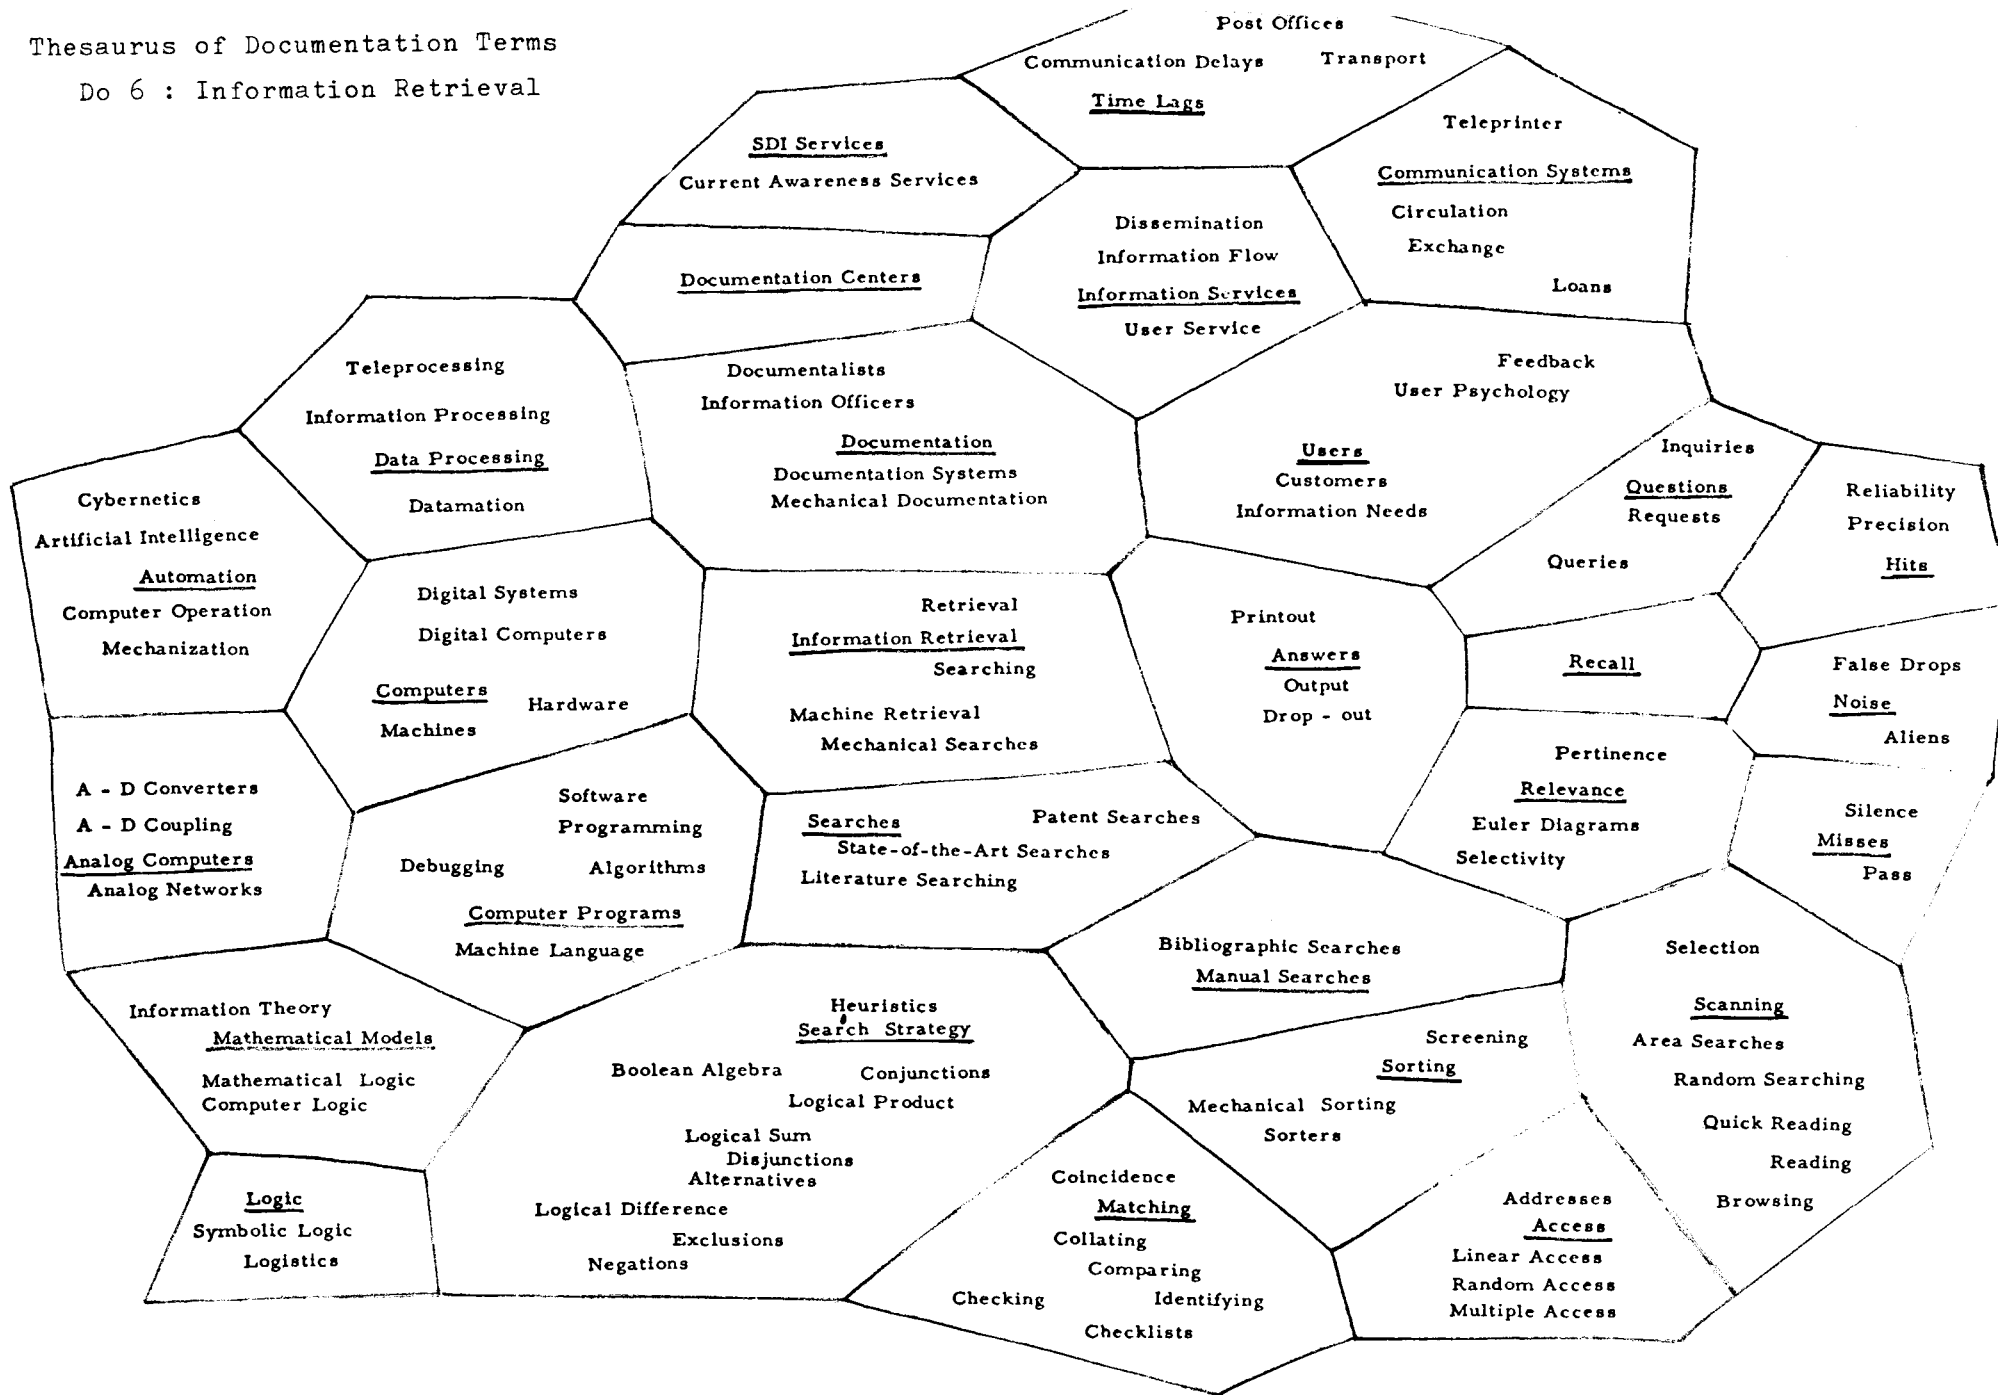 Thesaurus of Documentation Terms
Do 6 : Information Retrieval
Post Offices
Communication Delays
Transport
Time Lags
SDI Services
Current Awareness Services
Teleprinter
Communication Systems
Circulation
Exchange
Loans
Dissemination
Information Flow
Information Services
User Service
Documentation Centers
Teleprocessing
Information Processing
Data Processing
Datamation
Documentalists
Information Officers
Documentation
Documentation Systems
Mechanical Documentation
Feedback
User Psychology
Users
Customers
Information Needs
Inquiries
Questions
Requests
Queries
Reliability
Precision
Hits
Cybernetics
Artificial Intelligence
Automation
Computer Operation
Mechanization
Digital Systems
Digital Computers
Computers
Hardware
Machines
Retrieval
Information Retrieval
Searching
Machine Retrieval
Mechanical Searches
Printout
Answers
Output
Drop - out
Recall
False Drops
Noise
Aliens
A - D Converters
A - D Coupling
Analog Computers
Analog Networks
Software
Programming
Debugging
Algorithms
Computer Programs
Machine Language
Searches
Patent Searches
State-of-the-Art Searches
Literature Searching
Pertinence
Relevance
Euler Diagrams
Selectivity
Silence
Misses
Pass
Information Theory
Mathematical Models
Mathematical Logic
Computer Logic
Heuristics
Search Strategy
Boolean Algebra
Conjunctions
Logical Product
Logical Sum
Disjunctions
Alternatives
Logical Difference
Exclusions
Negations
Bibliographic Searches
Manual Searches
Screening
Sorting
Mechanical Sorting
Sorters
Selection
Scanning
Area Searches
Random Searching
Quick Reading
Reading
Browsing
Logic
Symbolic Logic
Logistics
Coincidence
Matching
Collating
Comparing
Checking
Identifying
Checklists
Addresses
Access
Linear Access
Random Access
Multiple Access